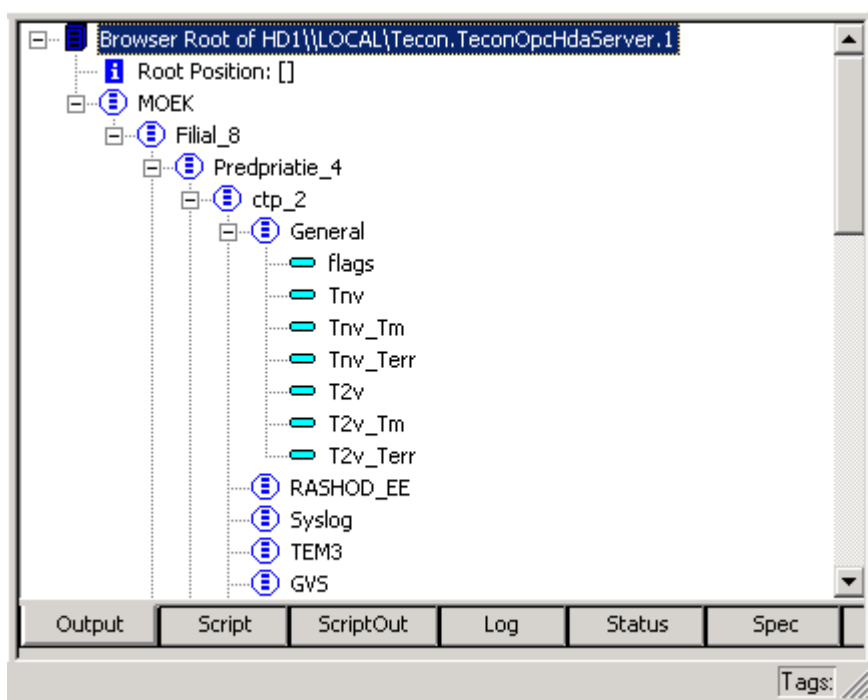 Browser Root of HD1\\LOCAL\Tecon.TeconOpcHdaServer.1
Root Position: []
MOEK
Filial_8
Predpriatie_4
ctp_2
General
flags
Tnv
Tnv_Tm
Tnv_Terr
T2v
T2v_Tm
T2v_Terr
RASHOD_EE
Syslog
TEM3
GVS
Output Script ScriptOut Log Status Spec
Tags: